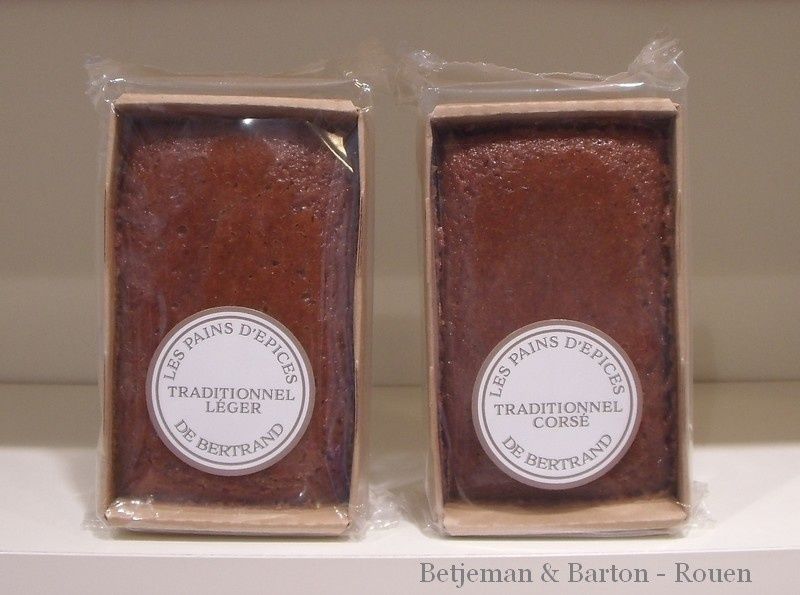 LES PAINS D'EPICES
TRADITIONNEL
LÉGER
DE BERTRAND
LES PAINS D'EPICES
TRADITIONNEL
CORSÉ
DE BERTRAND
Betjeman & Barton - Rouen